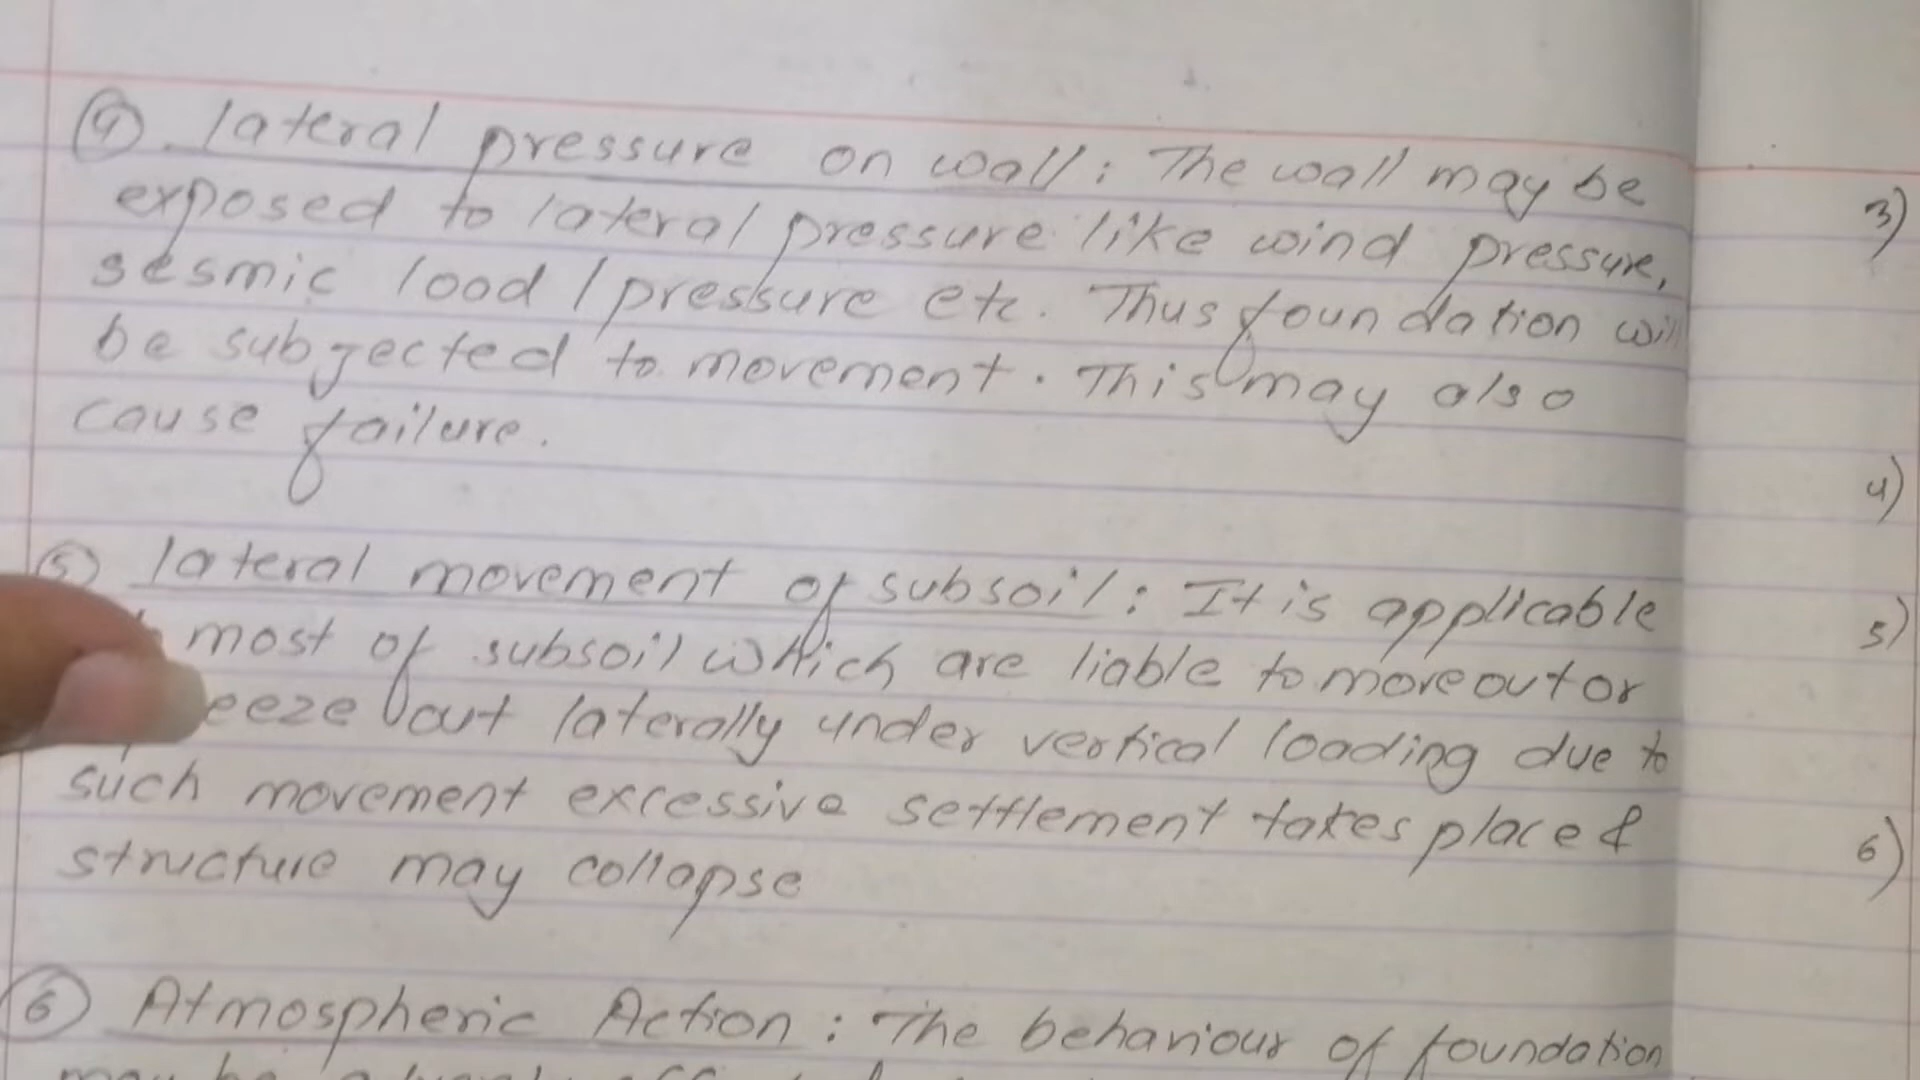 ④. lateral pressure on wall : The wall may be
exposed to lateral pressure like wind pressure,
sesmic load / pressure etc. Thus foundation will
be subjected to movement. This may also
cause failure.
⑤ lateral movement of subsoil : It is applicable
most of subsoil which are liable to move out or
eeze out laterally under vertical loading due to
such movement excessive settlement takes place &
structure may collapse
⑥ Atmospheric Action : The behaviour of foundation
may be
3)
4)
5)
6)